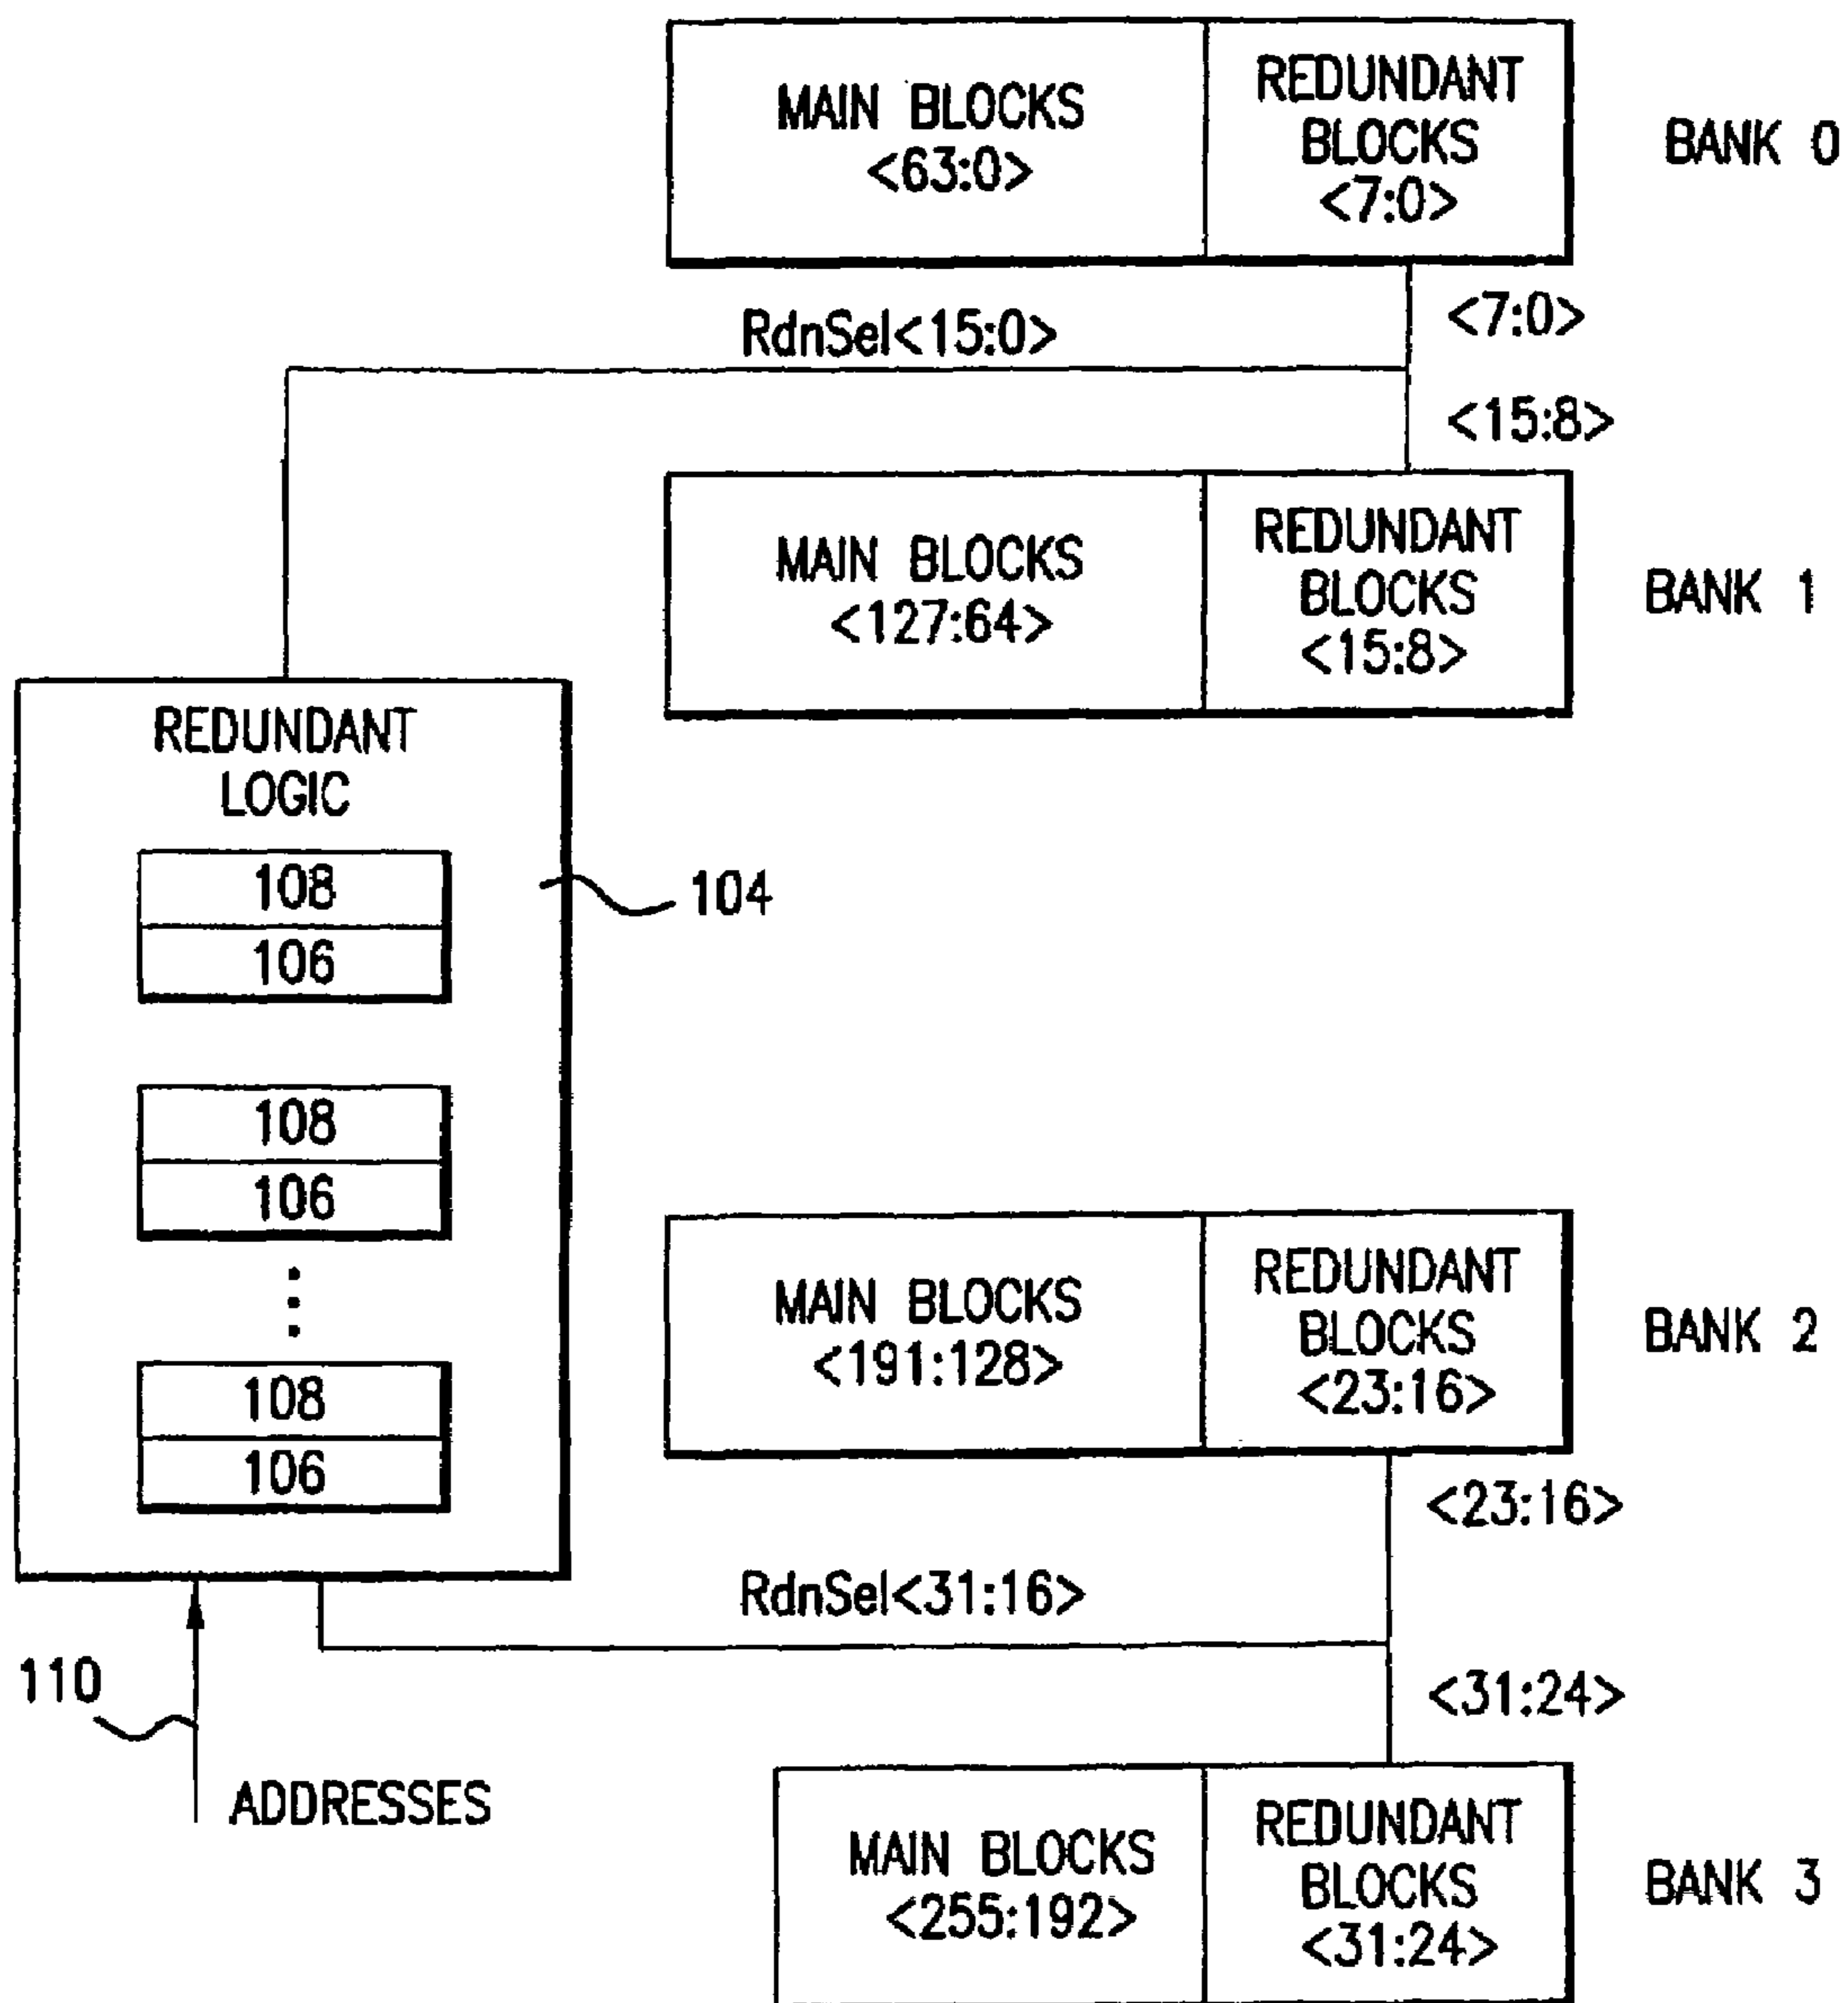 MAIN BLOCKS
<63:0>
REDUNDANT
BLOCKS
<7:0>
BANK 0
RdnSel<15:0>
<7:0>
<15:8>
MAIN BLOCKS
<127:64>
REDUNDANT
BLOCKS
<15:8>
BANK 1
REDUNDANT
LOGIC
108
106
104
108
106
108
106
MAIN BLOCKS
<191:128>
REDUNDANT
BLOCKS
<23:16>
BANK 2
<23:16>
RdnSel<31:16>
<31:24>
110
ADDRESSES
MAIN BLOCKS
<255:192>
REDUNDANT
BLOCKS
<31:24>
BANK 3